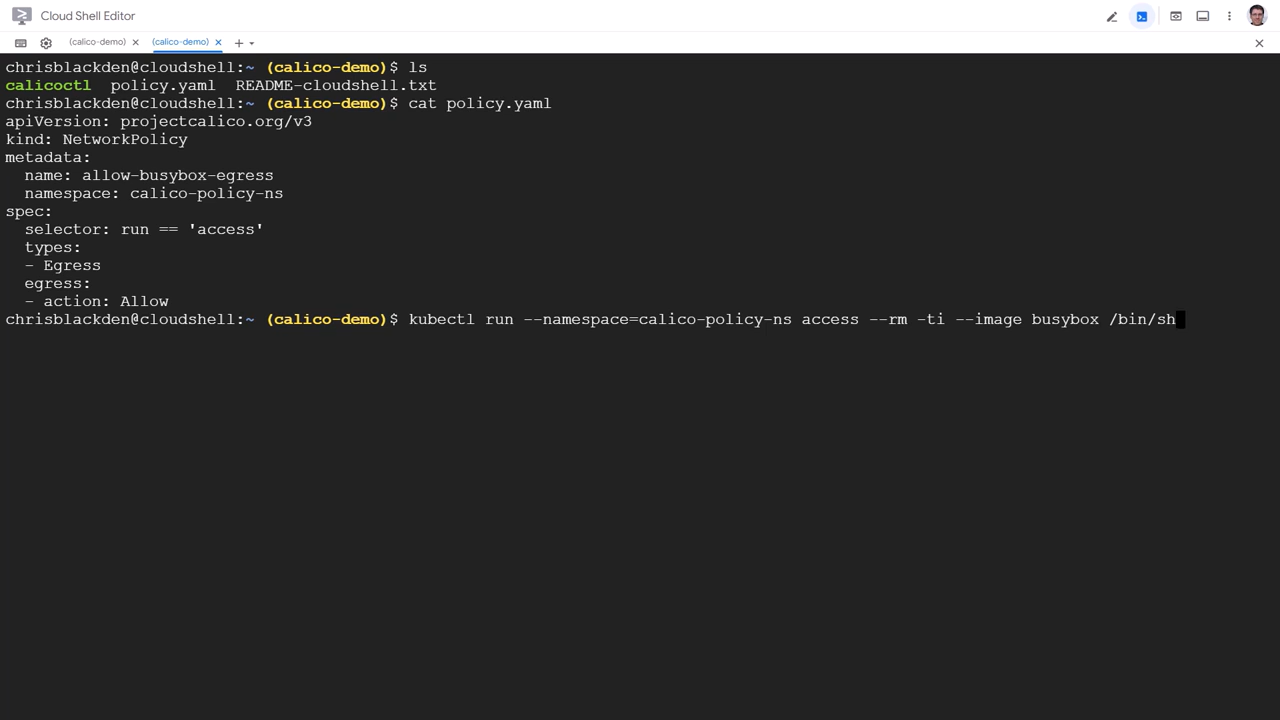 Cloud Shell Editor
(calico-demo) (calico-demo)
chrisblackden@cloudshell:~ (calico-demo)$ ls
calicoctl policy.yaml README-cloudshell.txt
chrisblackden@cloudshell:~ (calico-demo)$ cat policy.yaml
apiVersion: projectcalico.org/v3
kind: NetworkPolicy
metadata:
  name: allow-busybox-egress
  namespace: calico-policy-ns
spec:
  selector: run == 'access'
  types:
  - Egress
  egress:
  - action: Allow
chrisblackden@cloudshell:~ (calico-demo)$ kubectl run --namespace=calico-policy-ns access --rm -ti --image busybox /bin/sh